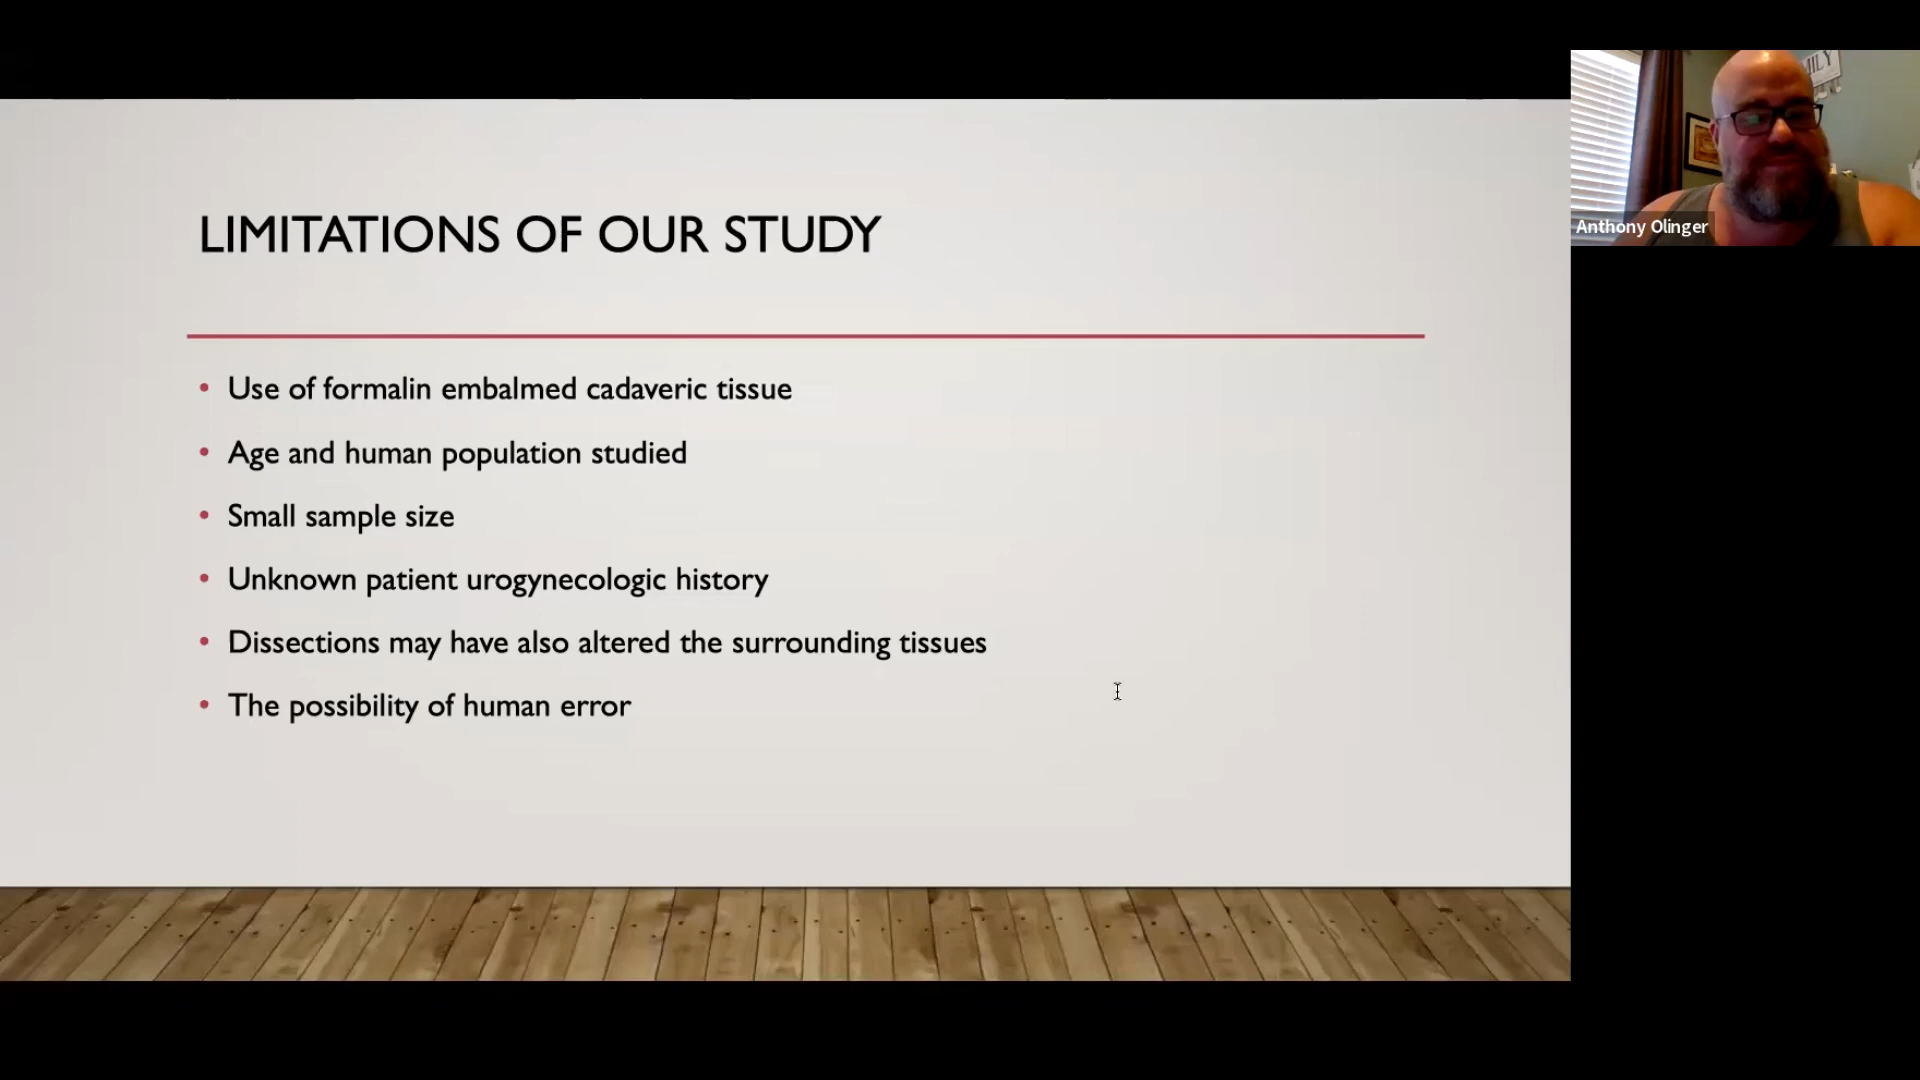 LIMITATIONS OF OUR STUDY
• Use of formalin embalmed cadaveric tissue
• Age and human population studied
• Small sample size
• Unknown patient urogynecologic history
• Dissections may have also altered the surrounding tissues
• The possibility of human error
MILY
Anthony Olinger